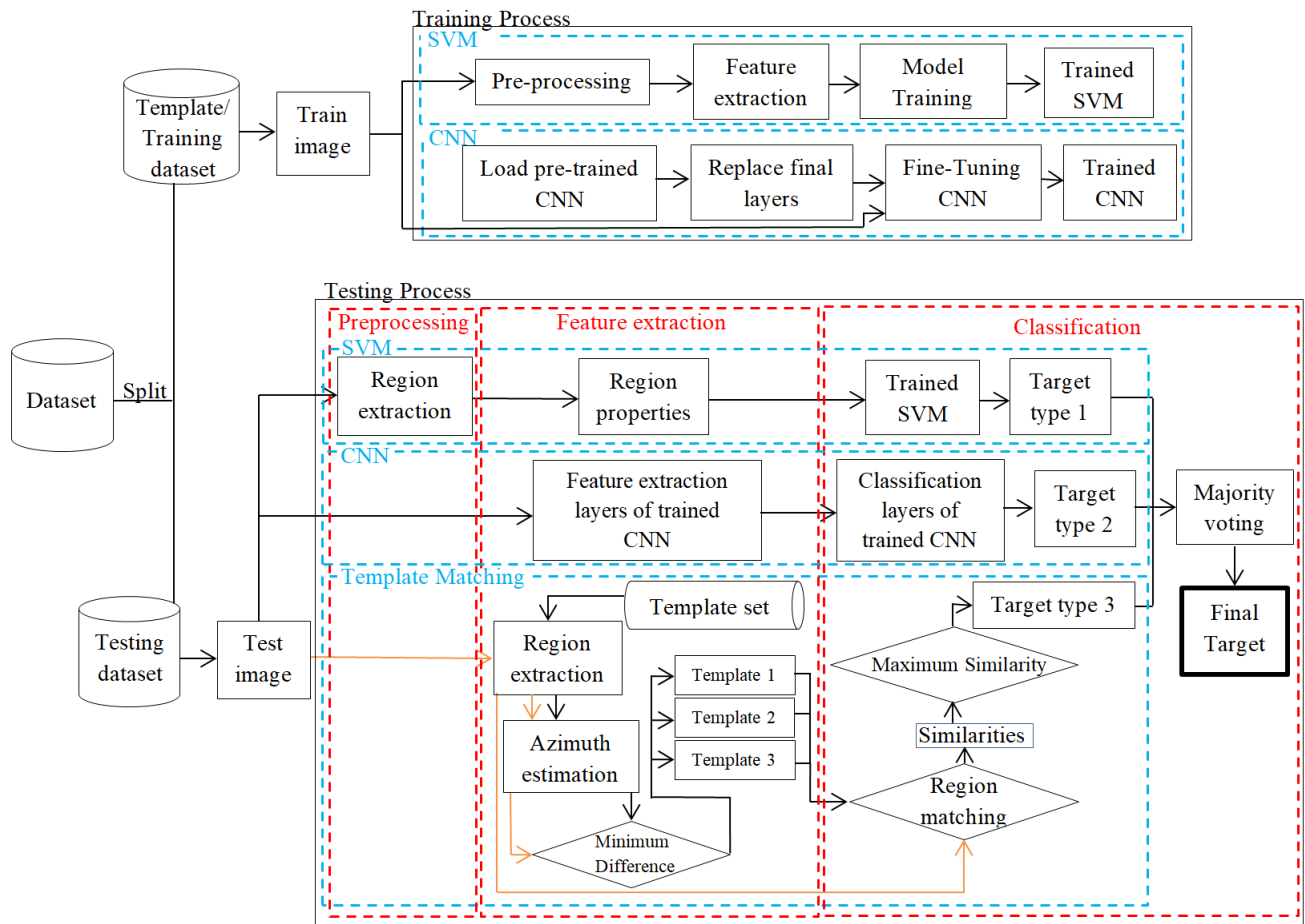 Training Process
SVM
Pre-processing
Feature
extraction
Model
Training
Trained
SVM
Template/
Training
dataset
Train
image
CNN
Load pre-trained
CNN
Replace final
layers
Fine-Tuning
CNN
Trained
CNN
Dataset
Split
Testing Process
Preprocessing
Feature extraction
Classification
SVM
Region
extraction
Region
properties
Trained
SVM
Target
type 1
CNN
Feature extraction
layers of trained
CNN
Classification
layers of
trained CNN
Target
type 2
Majority
voting
Final
Target
Testing
dataset
Test
image
Template Matching
Template set
Region
extraction
Azimuth
estimation
Minimum
Difference
Template 1
Template 2
Template 3
Target type 3
Maximum Similarity
Similarities
Region
matching